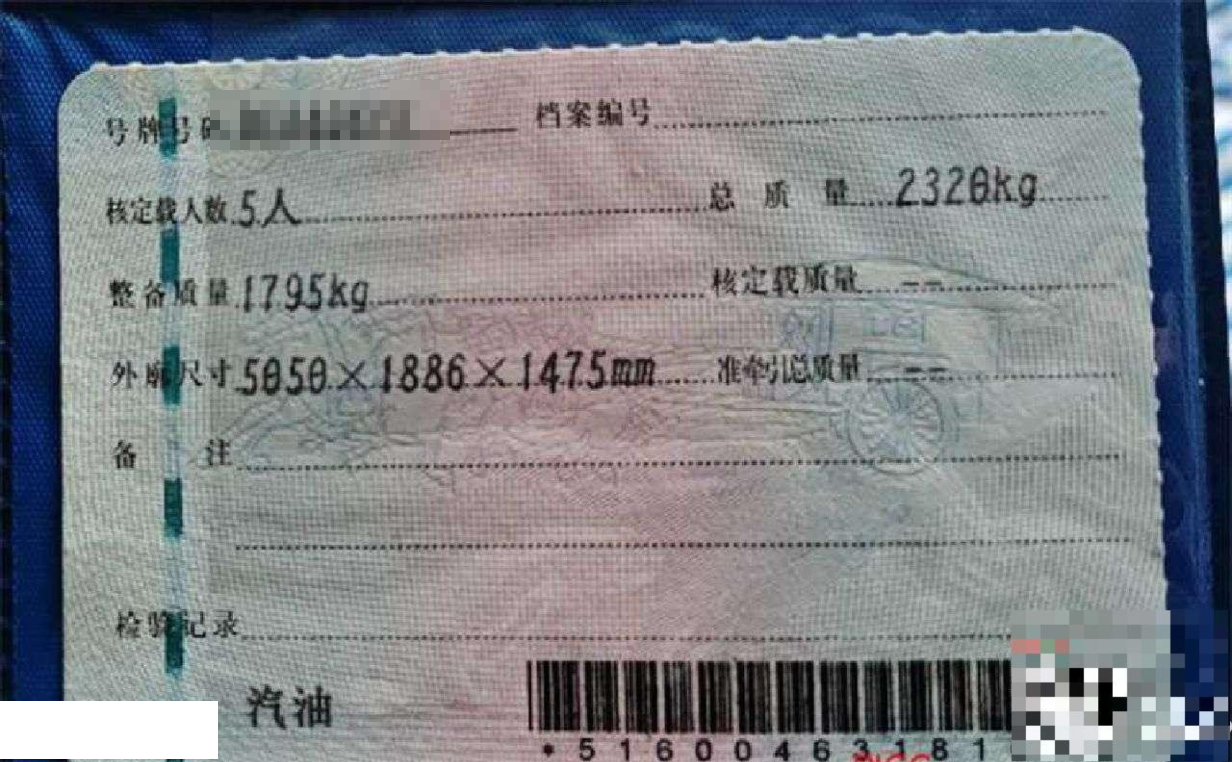 号牌号码 档案编号
核定载人数 5人 总质量 2320kg
整备质量 1795kg 核定载质量 --
外廓尺寸 5050×1886×1475mm 准牵引总质量 --
备注
检验记录
汽油
*51600463181